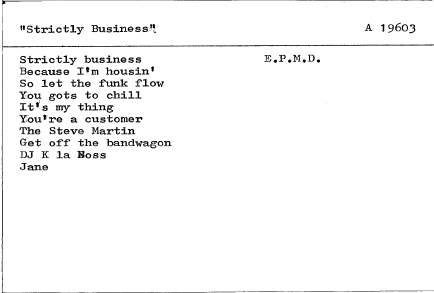 "Strictly Business". A 19603
Strictly business E.P.M.D.
Because I'm housin'
So let the funk flow
You gots to chill
It's my thing
You're a customer
The Steve Martin
Get off the bandwagon
DJ K la Boss
Jane